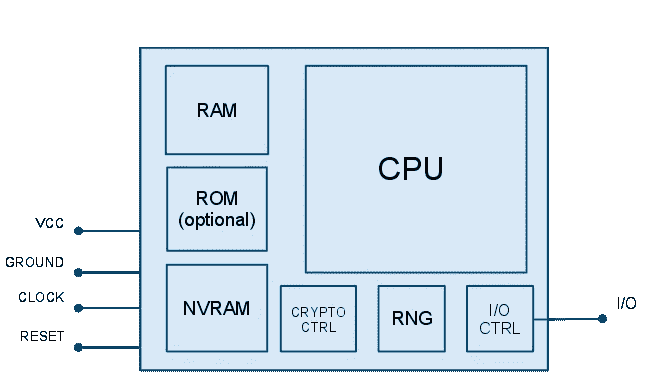 RAM
CPU
ROM
(optional)
VCC
GROUND
CLOCK
RESET
NVRAM
CRYPTO
CTRL
RNG
I/O
CTRL
I/O